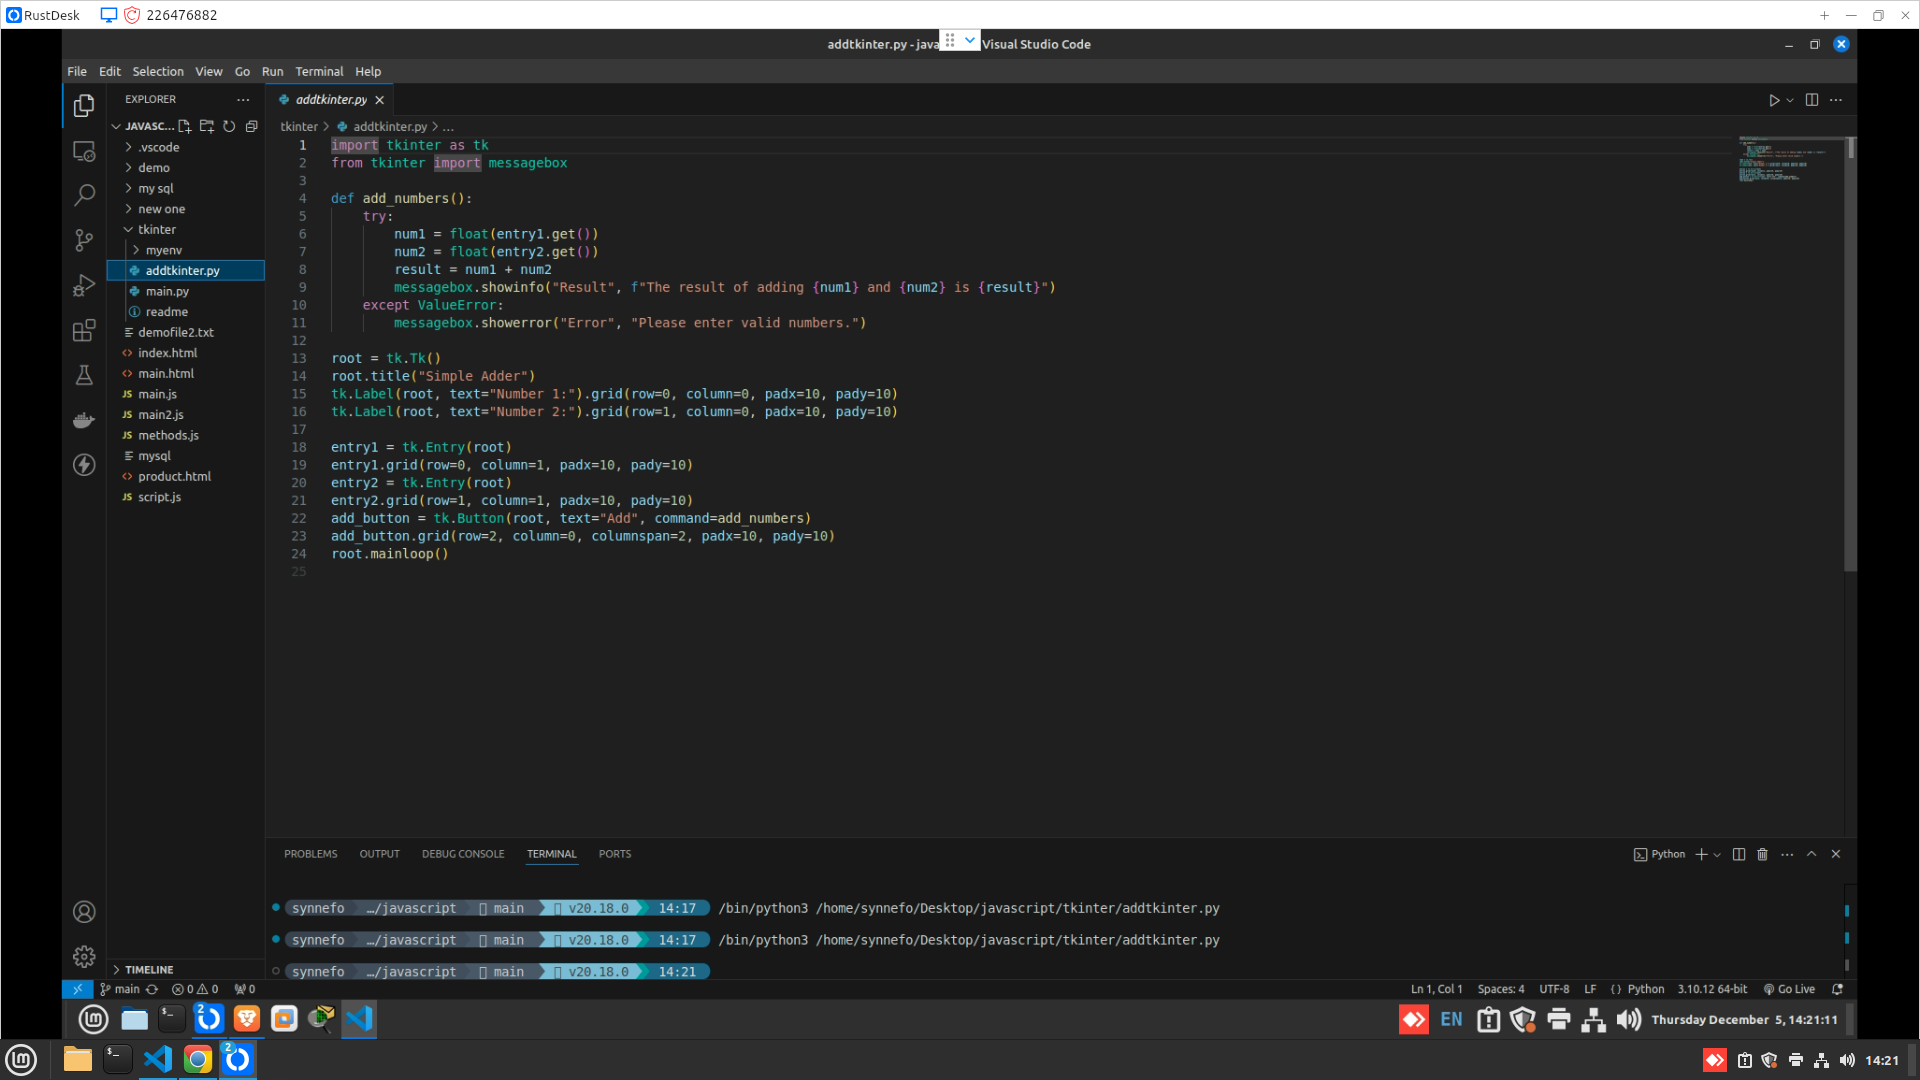 RustDesk 226476882
addtkinter.py - java Visual Studio Code
File Edit Selection View Go Run Terminal Help
EXPLORER
addtkinter.py
JAVASC...
tkinter > addtkinter.py > ...
.vscode
demo
my sql
new one
tkinter
myenv
addtkinter.py
main.py
readme
demofile2.txt
index.html
main.html
JS main.js
JS main2.js
JS methods.js
mysql
product.html
JS script.js
TIMELINE
1 import tkinter as tk
2 from tkinter import messagebox
3
4 def add_numbers():
5 try:
6 num1 = float(entry1.get())
7 num2 = float(entry2.get())
8 result = num1 + num2
9 messagebox.showinfo("Result", f"The result of adding {num1} and {num2} is {result}")
10 except ValueError:
11 messagebox.showerror("Error", "Please enter valid numbers.")
12
13 root = tk.Tk()
14 root.title("Simple Adder")
15 tk.Label(root, text="Number 1:").grid(row=0, column=0, padx=10, pady=10)
16 tk.Label(root, text="Number 2:").grid(row=1, column=0, padx=10, pady=10)
17
18 entry1 = tk.Entry(root)
19 entry1.grid(row=0, column=1, padx=10, pady=10)
20 entry2 = tk.Entry(root)
21 entry2.grid(row=1, column=1, padx=10, pady=10)
22 add_button = tk.Button(root, text="Add", command=add_numbers)
23 add_button.grid(row=2, column=0, columnspan=2, padx=10, pady=10)
24 root.mainloop()
25
PROBLEMS OUTPUT DEBUG CONSOLE TERMINAL PORTS Python
synnefo …/javascript main v20.18.0 14:17 /bin/python3 /home/synnefo/Desktop/javascript/tkinter/addtkinter.py
synnefo …/javascript main v20.18.0 14:17 /bin/python3 /home/synnefo/Desktop/javascript/tkinter/addtkinter.py
synnefo …/javascript main v20.18.0 14:21
main 0 0 0 Ln 1, Col 1 Spaces: 4 UTF-8 LF {} Python 3.10.12 64-bit Go Live
2 EN Thursday December 5, 14:21:11
2 14:21